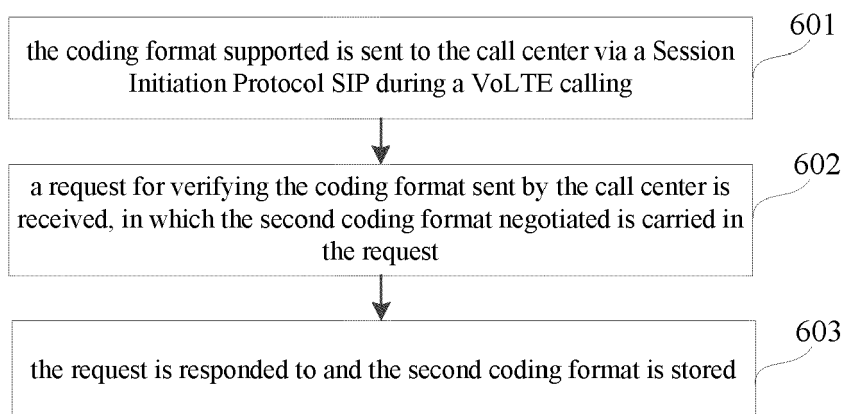 601
the coding format supported is sent to the call center via a Session
Initiation Protocol SIP during a VoLTE calling
602
a request for verifying the coding format sent by the call center is
received, in which the second coding format negotiated is carried in
the request
603
the request is responded to and the second coding format is stored